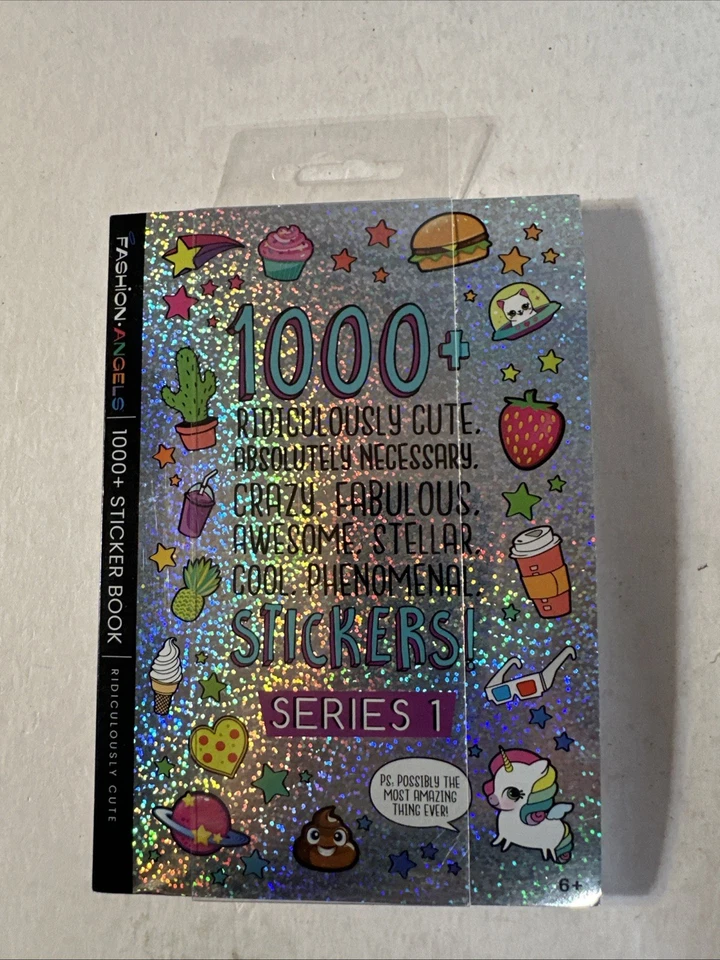 FASHION·ANGELS | 1000+ STICKER BOOK | RIDICULOUSLY CUTE
1000+
RIDICULOUSLY CUTE.
ABSOLUTELY NECESSARY.
CRAZY. FABULOUS.
AWESOME. STELLAR.
COOL. PHENOMENAL.
STICKERS!
SERIES 1
PS: POSSIBLY THE
MOST AMAZING
THING EVER!
6+